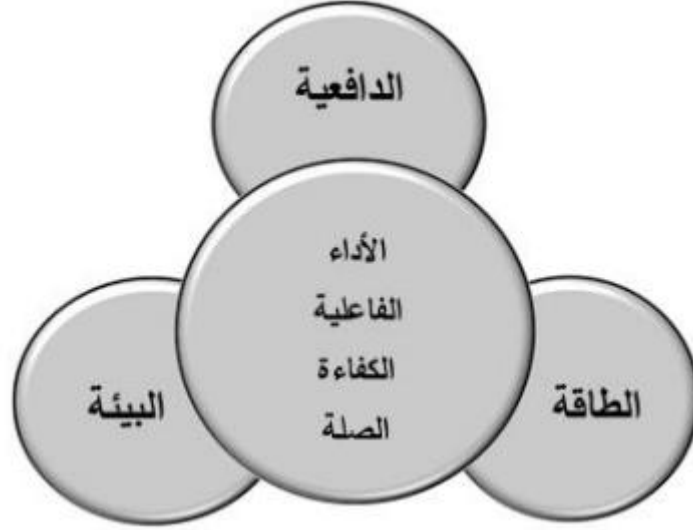 الدافعية
الأداء
الفاعلية
الكفاءة
الصلة
الطاقة
البيئة